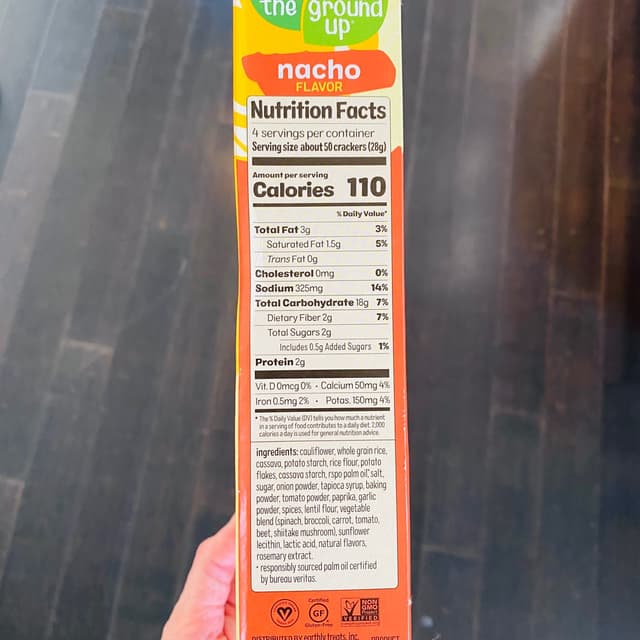 the ground
up®
nacho
FLAVOR
Nutrition Facts
4 servings per container
Serving size about 50 crackers (28g)
Amount per serving
Calories 110
% Daily Value*
Total Fat 3g 3%
Saturated Fat 1.5g 5%
Trans Fat 0g
Cholesterol 0mg 0%
Sodium 325mg 14%
Total Carbohydrate 18g 7%
Dietary Fiber 2g 7%
Total Sugars 2g
Includes 0.5g Added Sugars 1%
Protein 2g
Vit. D 0mcg 0% • Calcium 50mg 4%
Iron 0.5mg 2% • Potas. 150mg 4%
* The % Daily Value (DV) tells you how much a nutrient
in a serving of food contributes to a daily diet. 2,000
calories a day is used for general nutrition advice.
ingredients: cauliflower, whole grain rice,
cassava, potato starch, rice flour, potato
flakes, cassava starch, rspo palm oil*, salt,
sugar, onion powder, tapioca syrup, baking
powder, tomato powder, paprika, garlic
powder, spices, lentil flour, vegetable
blend (spinach, broccoli, carrot, tomato,
beet, shiitake mushroom), sunflower
lecithin, lactic acid, natural flavors,
rosemary extract.
* responsibly sourced palm oil certified
by bureau veritas.
Certified
GF
Gluten-Free
NON
GMO
Project
VERIFIED
DISTRIBUTED BY earthly treats, inc. PRODUCT